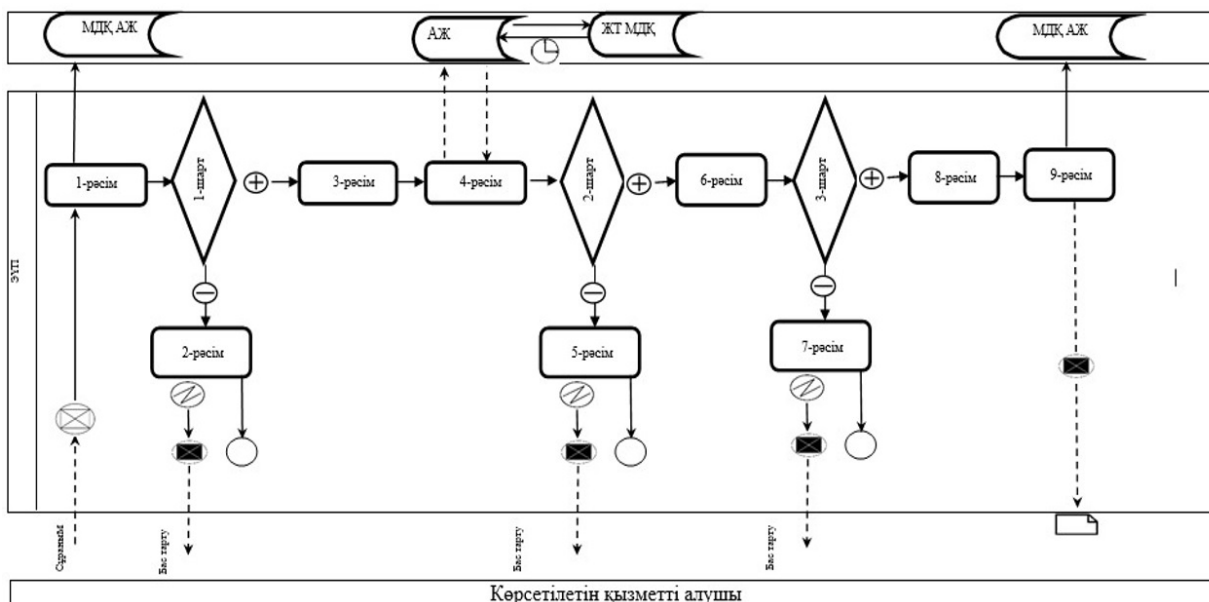 МДҚ АЖ
АЖ
ЖТ МДҚ
МДҚ АЖ
ЭҮП
1-рәсім
1-шарт
3-рәсім
4-рәсім
2-шарт
6-рәсім
3-шарт
8-рәсім
9-рәсім
2-рәсім
5-рәсім
7-рәсім
Сұраным
Бас тарту
Бас тарту
Бас тарту
Көрсетілетін қызметті алушы